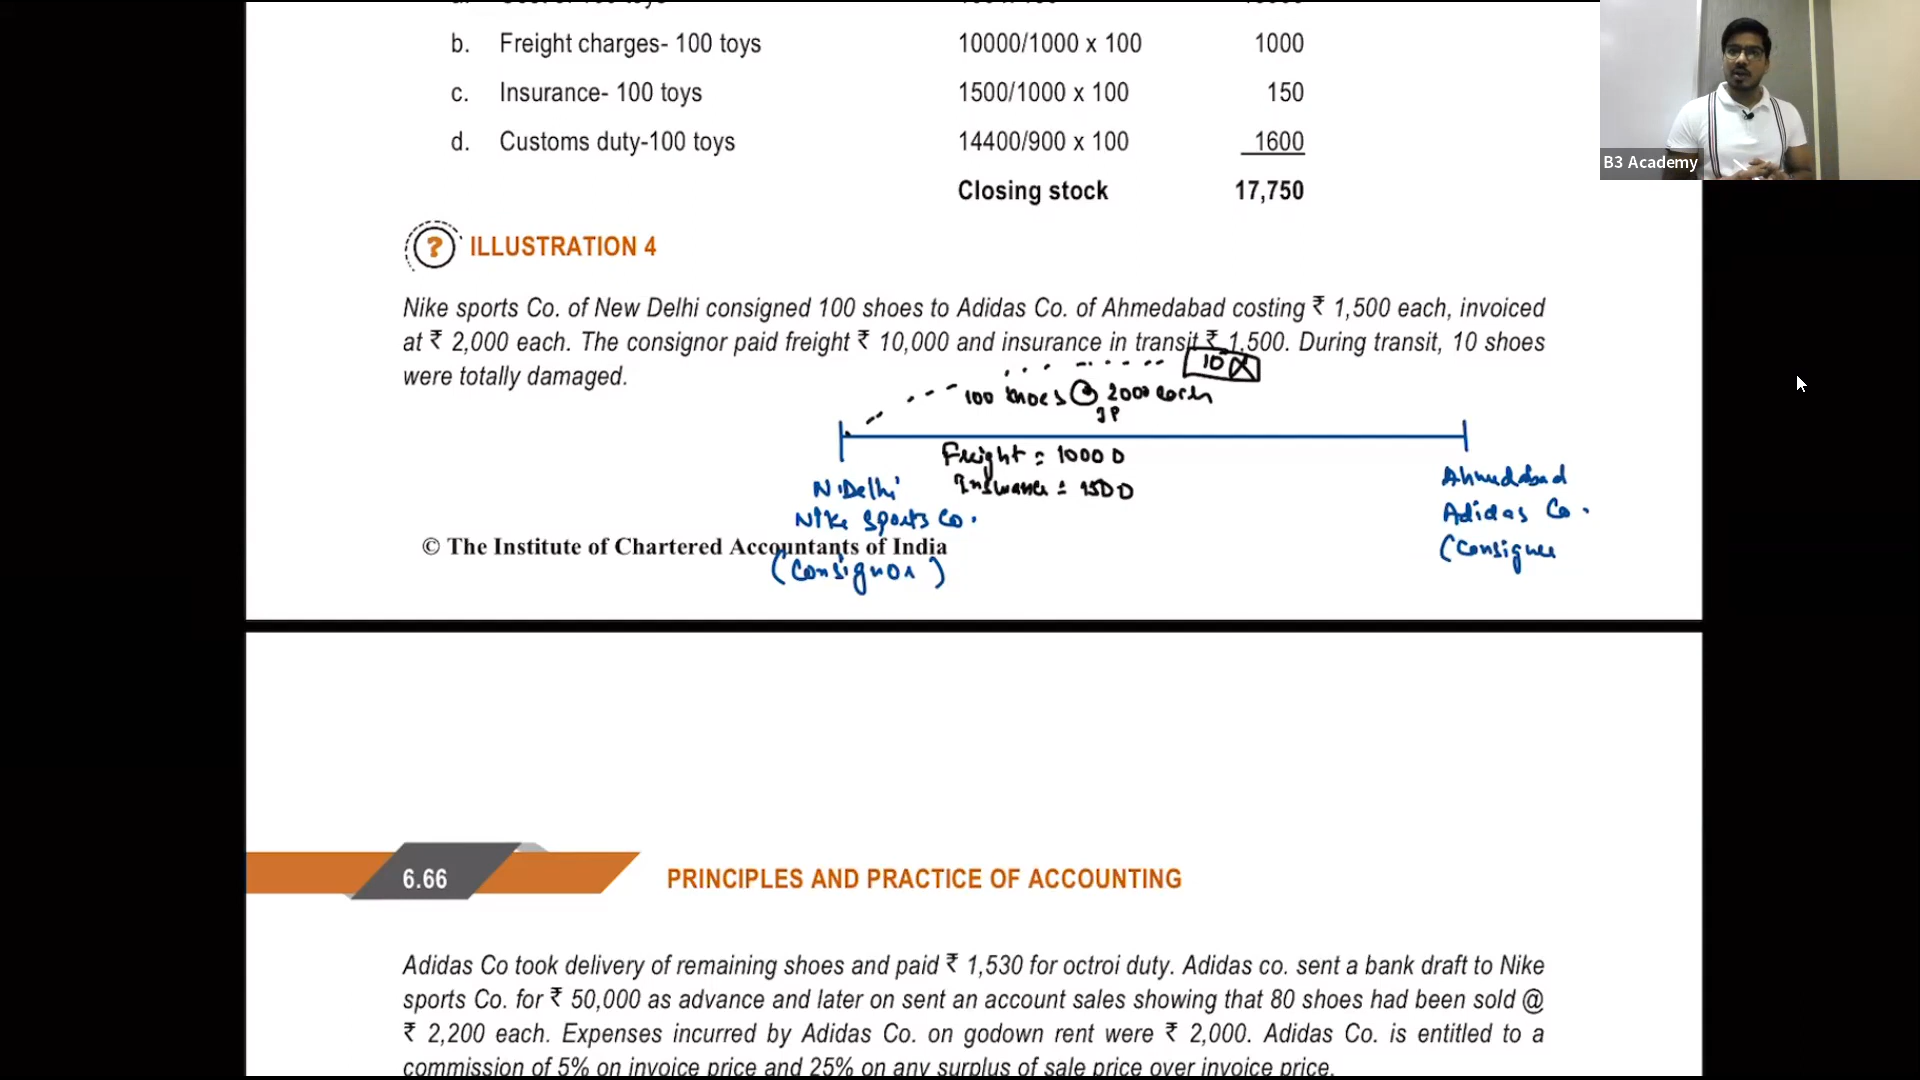 b. Freight charges- 100 toys 10000/1000 x 100 1000
B3 Academy
c. Insurance- 100 toys 1500/1000 x 100 150
d. Customs duty-100 toys 14400/900 x 100 1600
Closing stock 17,750
? ILLUSTRATION 4
Nike sports Co. of New Delhi consigned 100 shoes to Adidas Co. of Ahmedabad costing ₹ 1,500 each, invoiced
at ₹ 2,000 each. The consignor paid freight ₹ 10,000 and insurance in transit ₹ 1,500. During transit, 10 shoes
were totally damaged.
10
100 shoes @ 2000 each
IP
Freight = 10000
Insurance = 1500
N.Delhi
Nike Sports Co.
(Consignor)
Ahmedabad
Adidas Co.
(Consignee
© The Institute of Chartered Accountants of India
6.66 PRINCIPLES AND PRACTICE OF ACCOUNTING
Adidas Co took delivery of remaining shoes and paid ₹ 1,530 for octroi duty. Adidas co. sent a bank draft to Nike
sports Co. for ₹ 50,000 as advance and later on sent an account sales showing that 80 shoes had been sold @
₹ 2,200 each. Expenses incurred by Adidas Co. on godown rent were ₹ 2,000. Adidas Co. is entitled to a
commission of 5% on invoice price and 25% on any surplus of sale price over invoice price.